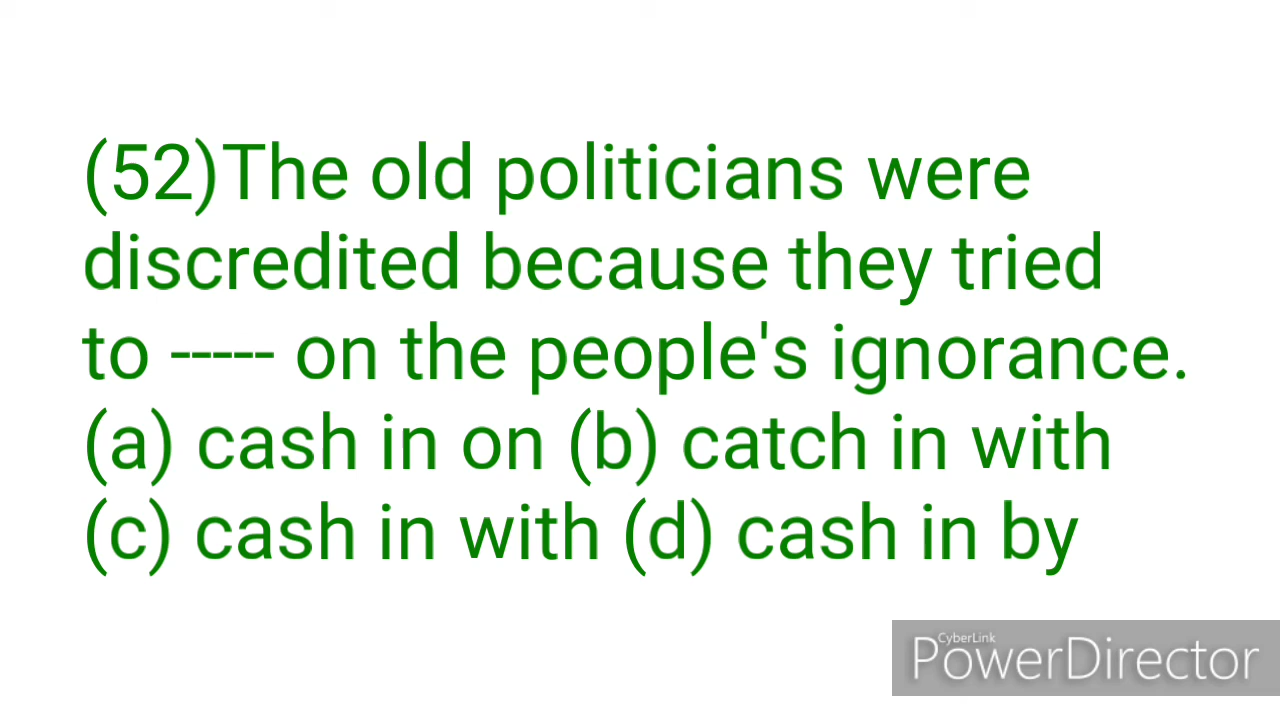 (52)The old politicians were
discredited because they tried
to ----- on the people's ignorance.
(a) cash in on (b) catch in with
(c) cash in with (d) cash in by
CyberLink
PowerDirector